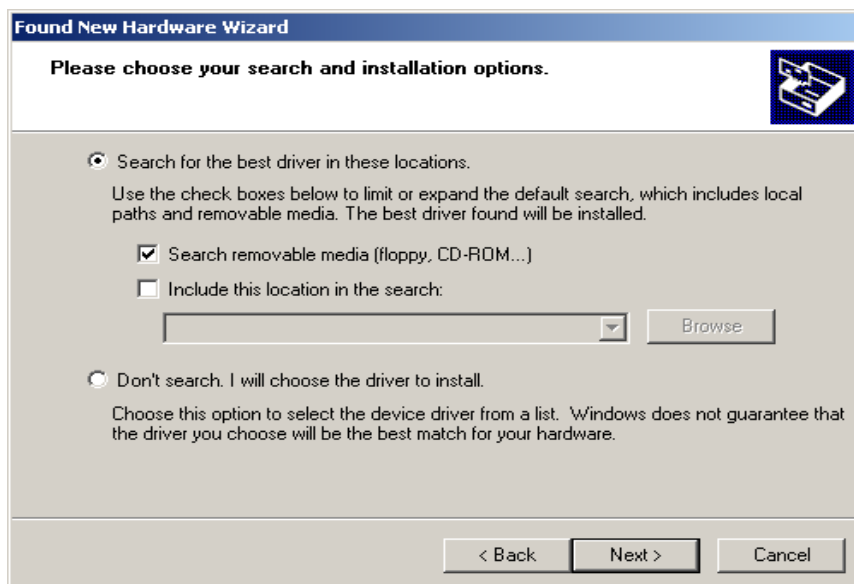 Found New Hardware Wizard
Please choose your search and installation options.
Search for the best driver in these locations.
Use the check boxes below to limit or expand the default search, which includes local
paths and removable media. The best driver found will be installed.
Search removable media (floppy, CD-ROM...)
Include this location in the search:
Browse
Don't search. I will choose the driver to install.
Choose this option to select the device driver from a list.  Windows does not guarantee that
the driver you choose will be the best match for your hardware.
< Back Next > Cancel